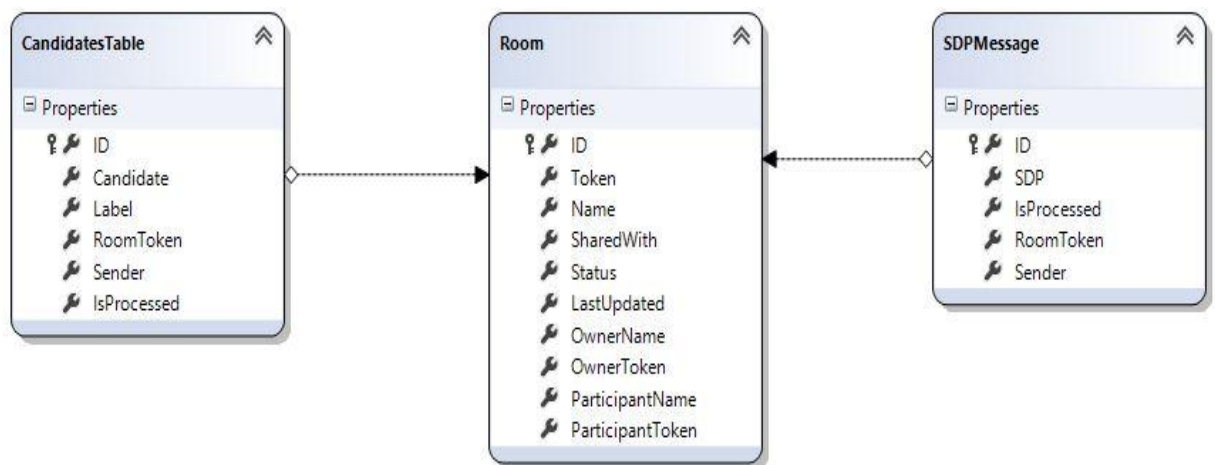 CandidatesTable
Properties
ID
Candidate
Label
RoomToken
Sender
IsProcessed
Room
Properties
ID
Token
Name
SharedWith
Status
LastUpdated
OwnerName
OwnerToken
ParticipantName
ParticipantToken
SDPMessage
Properties
ID
SDP
IsProcessed
RoomToken
Sender